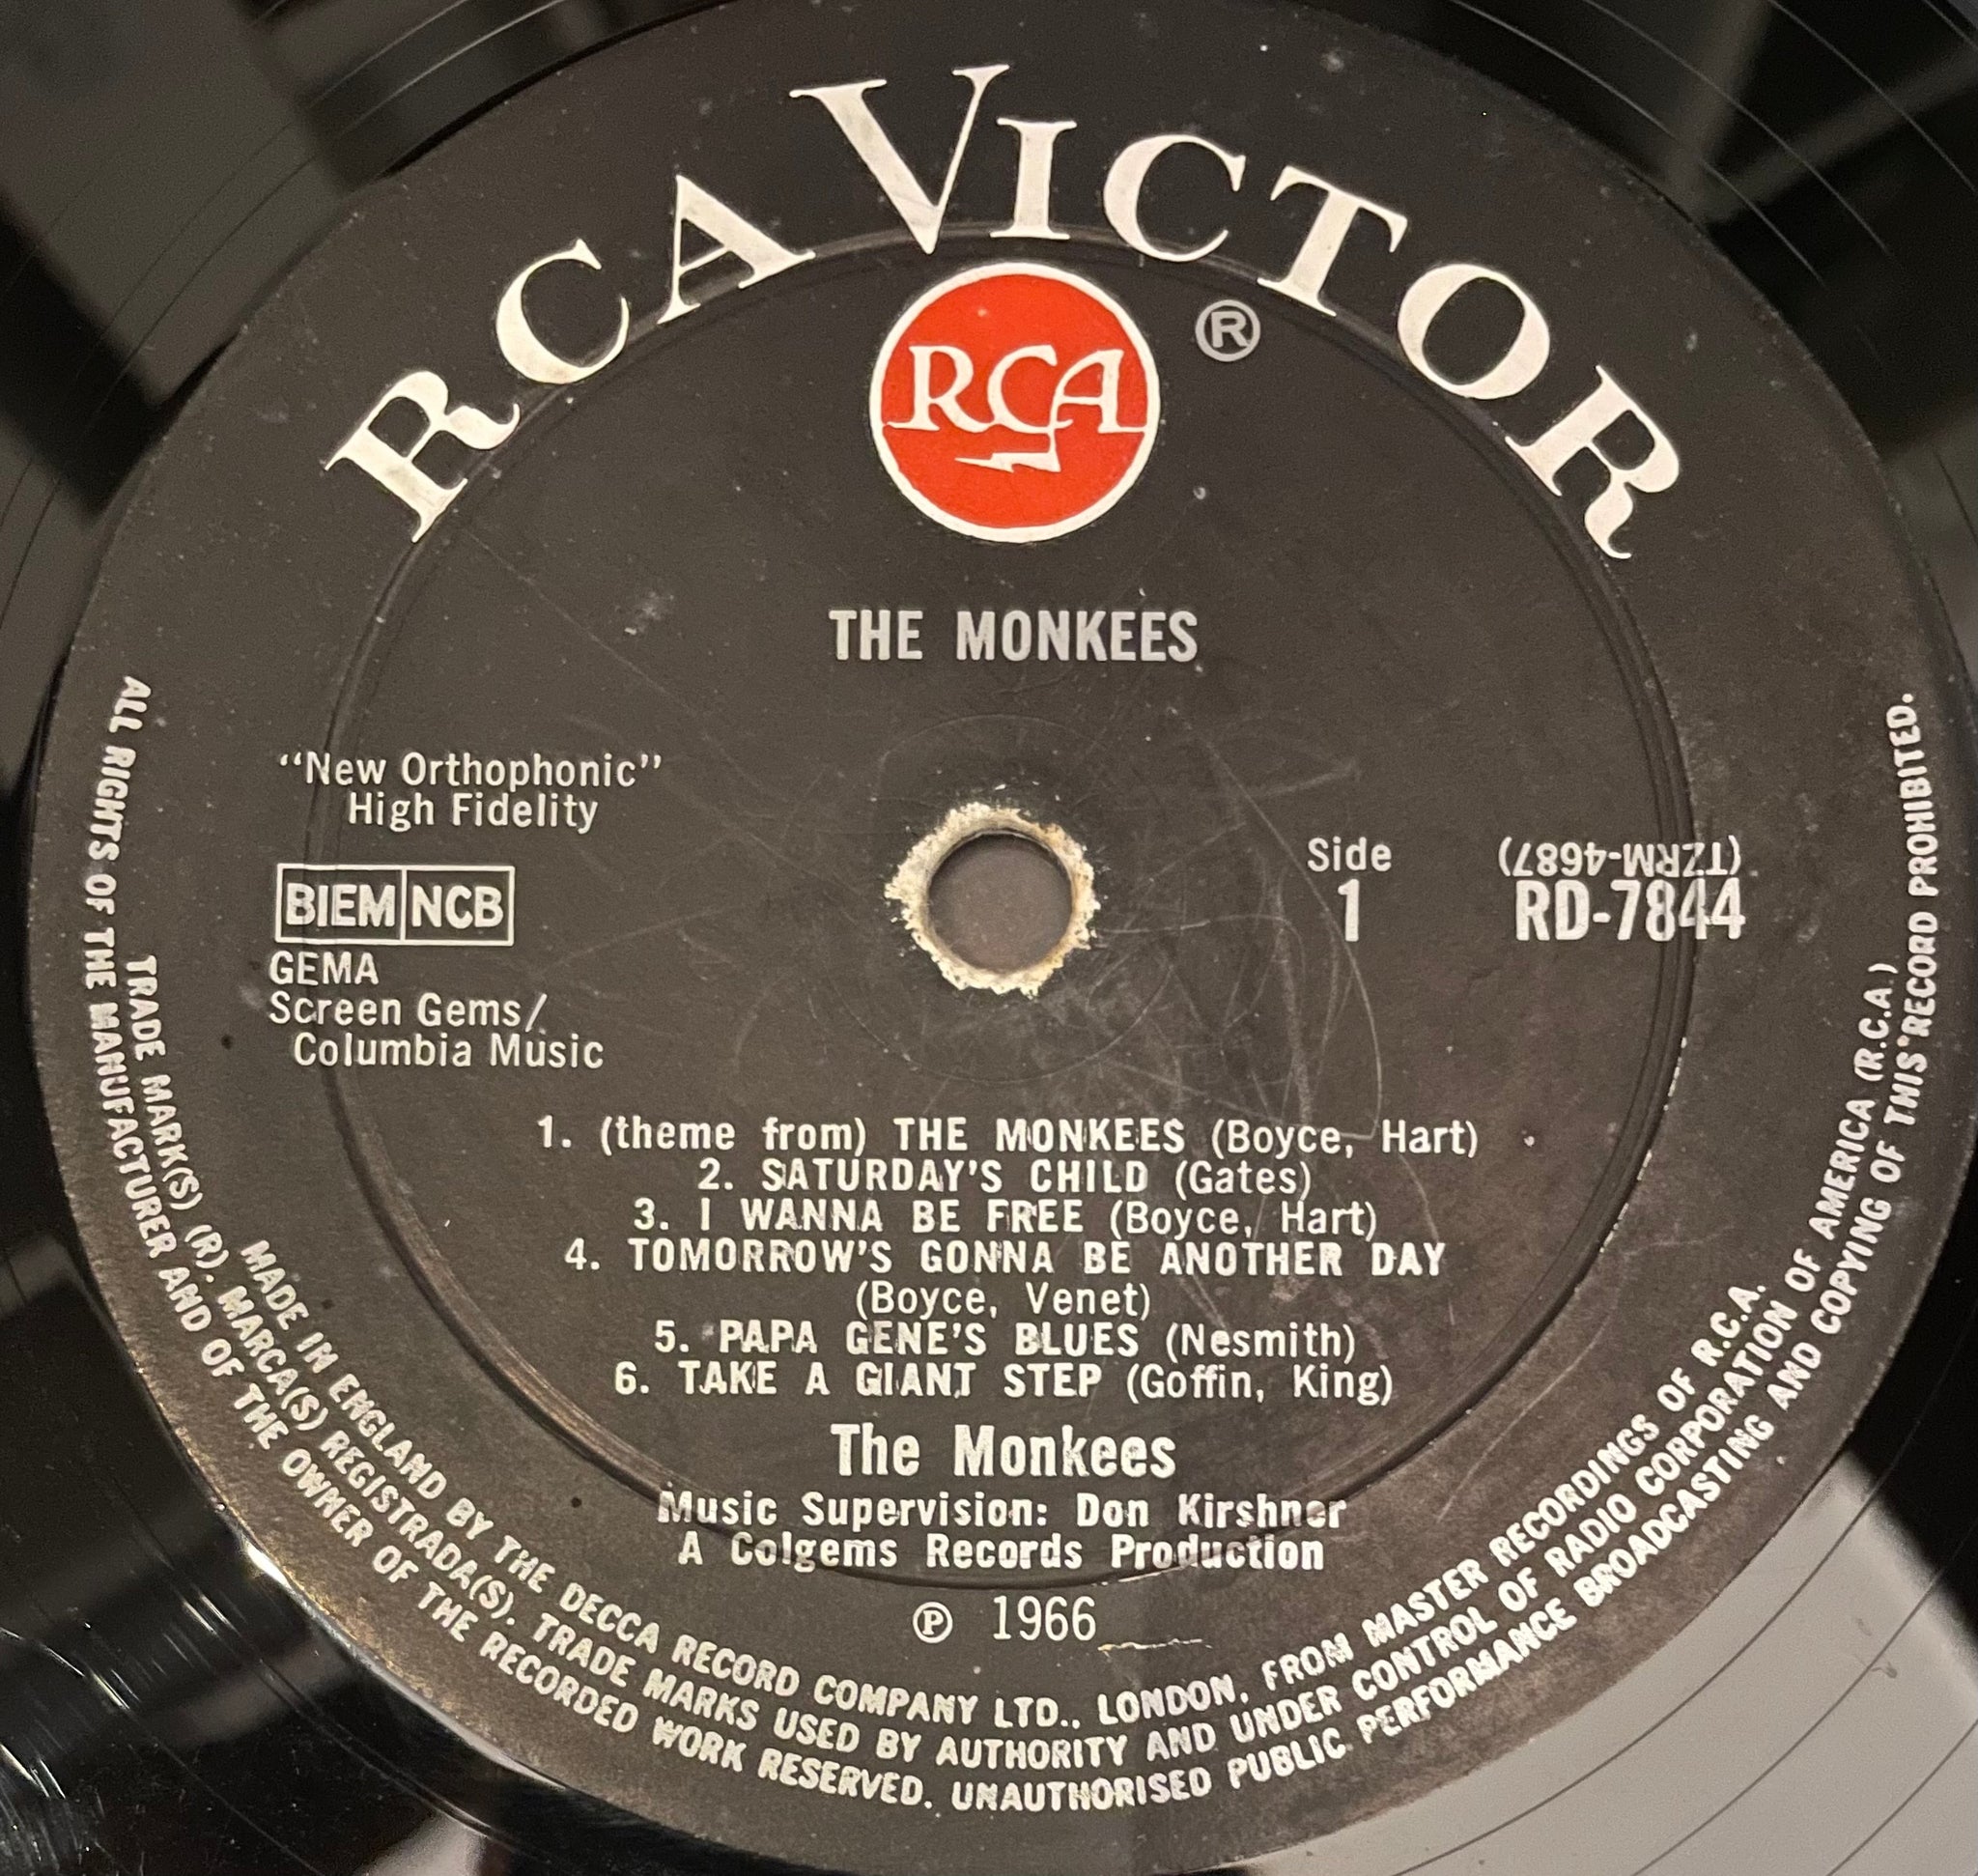 RCA VICTOR
RCA
®
THE MONKEES
“New Orthophonic”
High Fidelity
BIEM NCB
GEMA
Screen Gems/
Columbia Music
Side
1
(TZRM-4687)
RD-7844
1. (theme from) THE MONKEES (Boyce, Hart)
2. SATURDAY'S CHILD (Gates)
3. I WANNA BE FREE (Boyce, Hart)
4. TOMORROW'S GONNA BE ANOTHER DAY
(Boyce, Venet)
5. PAPA GENE'S BLUES (Nesmith)
6. TAKE A GIANT STEP (Goffin, King)
The Monkees
Music Supervision: Don Kirshner
A Colgems Records Production
℗ 1966
MADE IN ENGLAND BY THE DECCA RECORD COMPANY LTD., LONDON, FROM MASTER RECORDINGS OF R.C.A.
TRADE MARK(S) (R). MARCA(S) REGISTRADA(S). TRADE MARKS USED BY AUTHORITY AND UNDER CONTROL OF RADIO CORPORATION OF AMERICA (R.C.A.)
ALL RIGHTS OF THE MANUFACTURER AND OF THE OWNER OF THE RECORDED WORK RESERVED. UNAUTHORISED PUBLIC PERFORMANCE BROADCASTING AND COPYING OF THIS RECORD PROHIBITED.